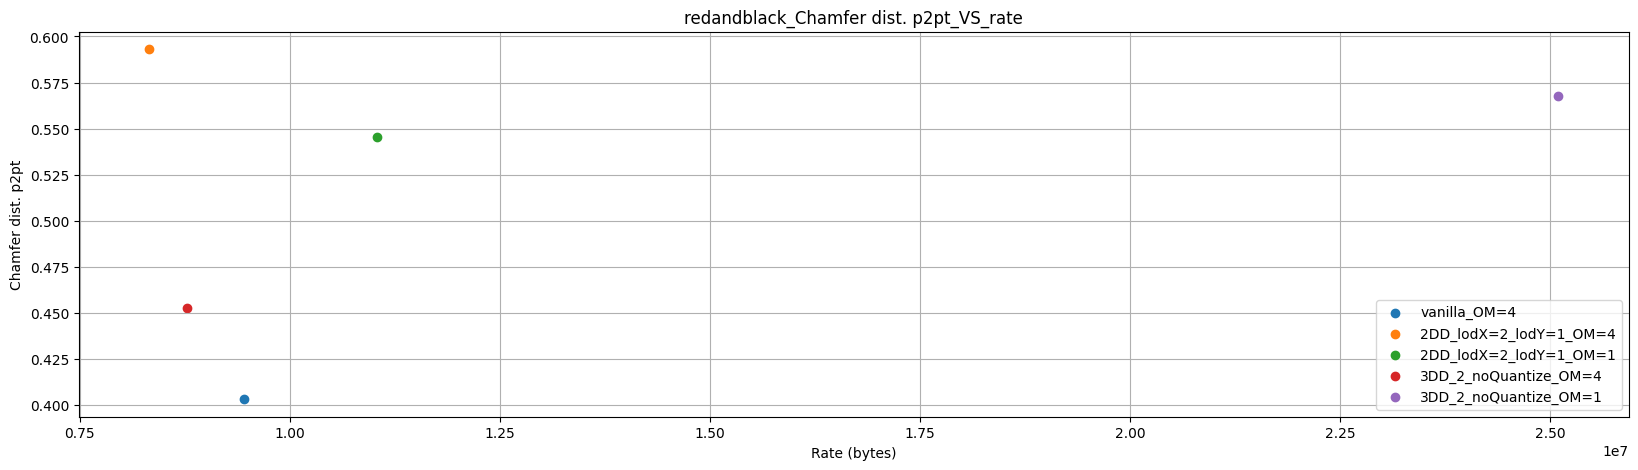 redandblack_Chamfer dist. p2pt_VS_rate
Chamfer dist. p2pt
0.600
0.575
0.550
0.525
0.500
0.475
0.450
0.425
0.400
vanilla_OM=4
2DD_lodX=2_lodY=1_OM=4
2DD_lodX=2_lodY=1_OM=1
3DD_2_noQuantize_OM=4
3DD_2_noQuantize_OM=1
0.75 1.00 1.25 1.50 1.75 2.00 2.25 2.50
1e7
Rate (bytes)